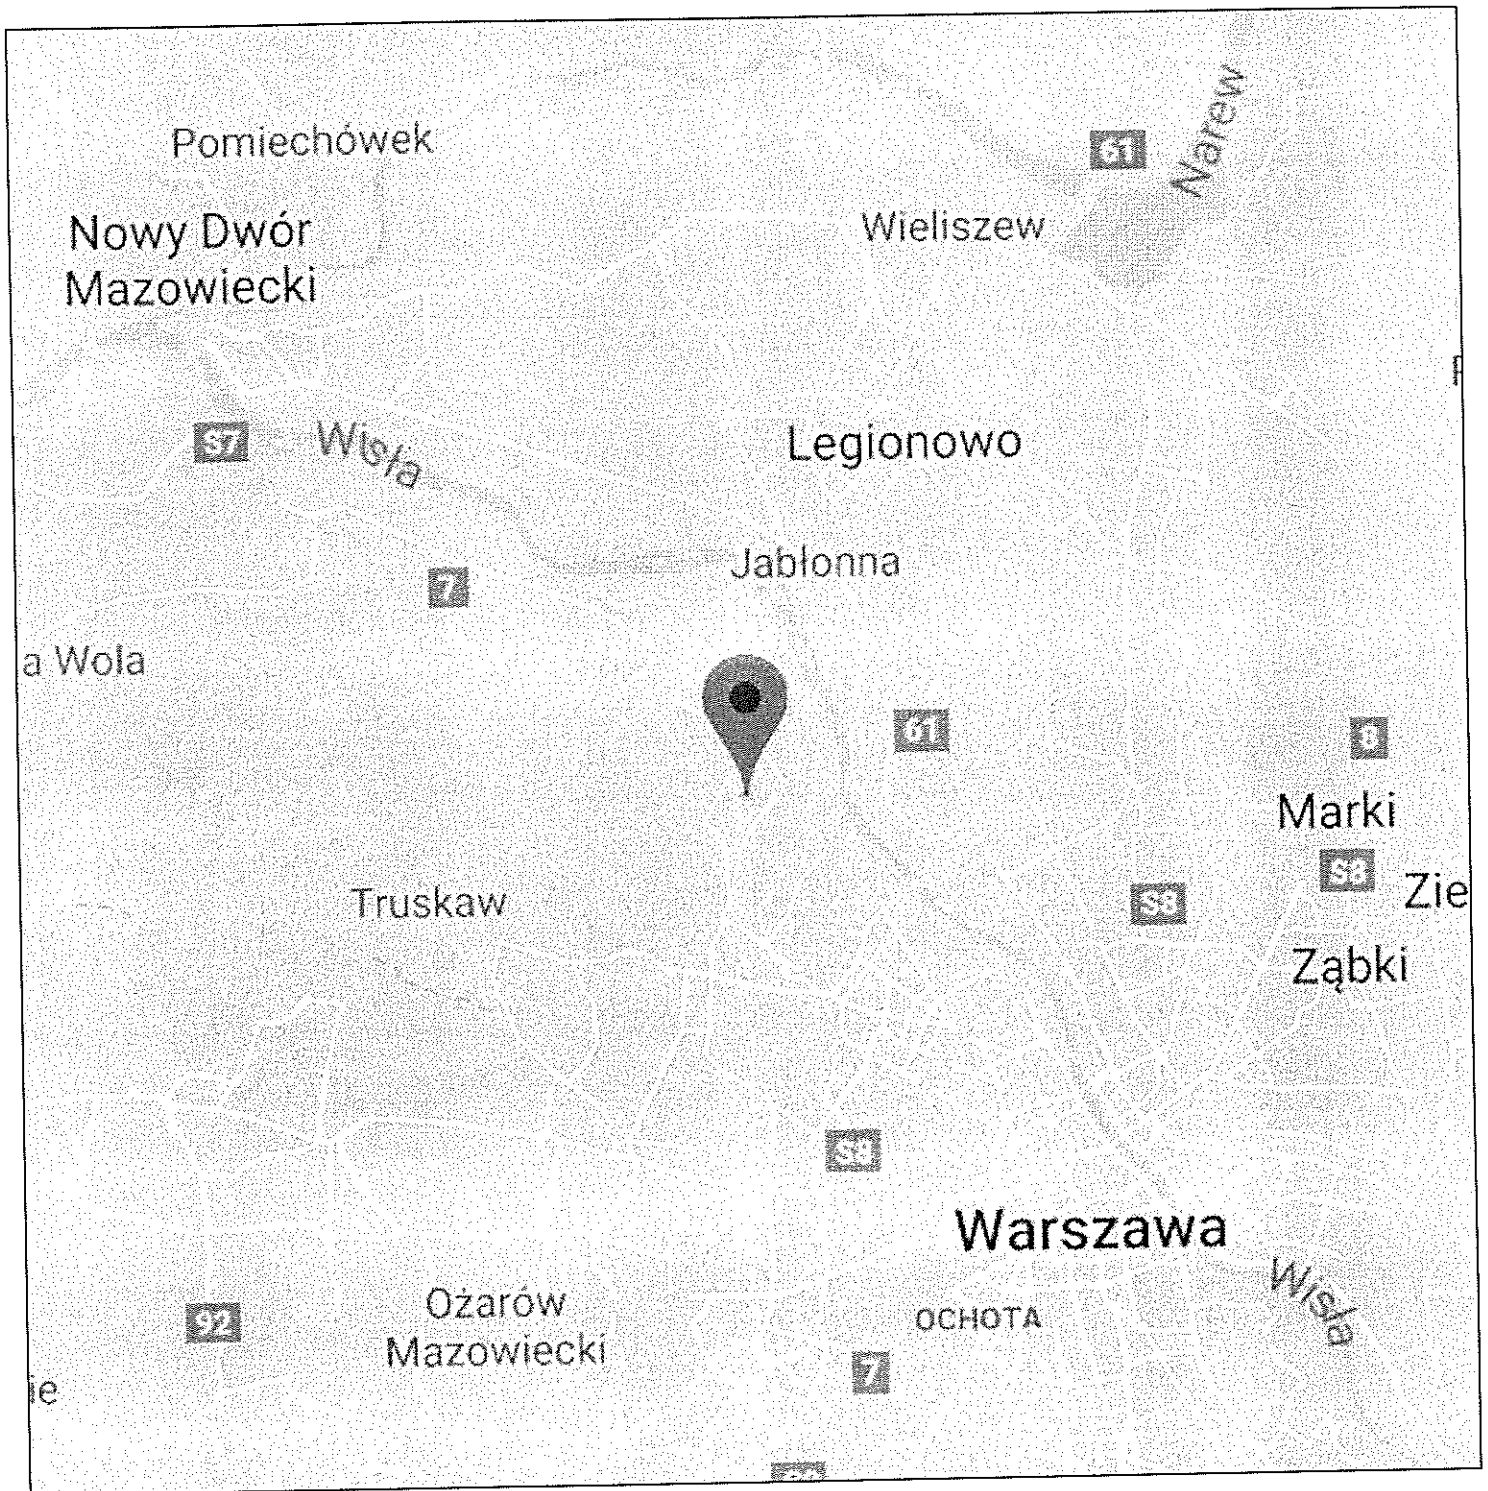 Pomiechówek
61
Narew
Nowy Dwór
Mazowiecki
Wieliszew
S7
Wisła
Legionowo
7
Jabłonna
a Wola
61
8
Marki
S8
Zie
Truskaw
S8
Ząbki
S8
Warszawa
Wisła
92
Ożarów
Mazowiecki
OCHOTA
7
ie